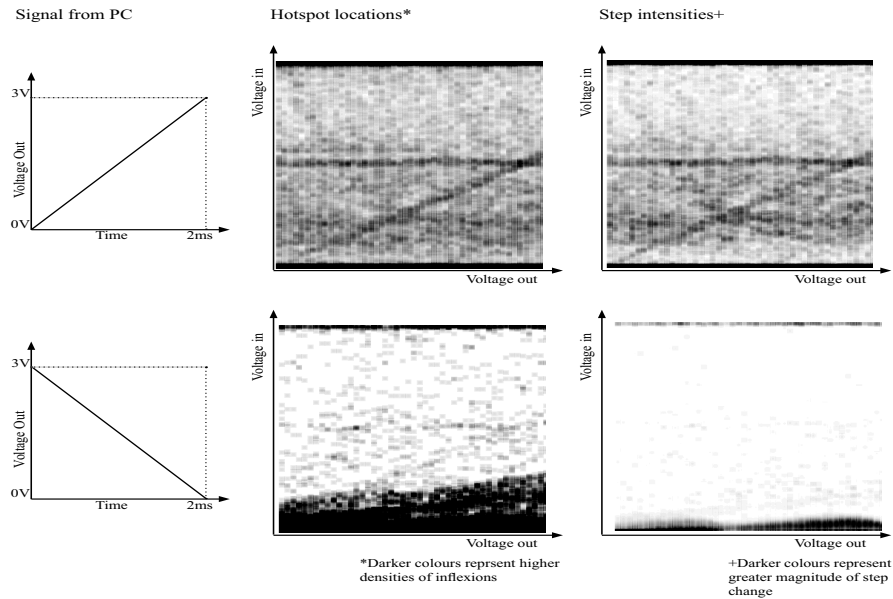 Signal from PC
Hotspot locations*
Step intensities+
3V
Voltage Out
0V
Time
2ms
Voltage in
Voltage out
Voltage in
Voltage out
3V
Voltage Out
0V
Time
2ms
Voltage in
Voltage out
*Darker colours reprsent higher
densities of inflexions
Voltage in
Voltage out
+Darker colours represent
greater magnitude of step
change